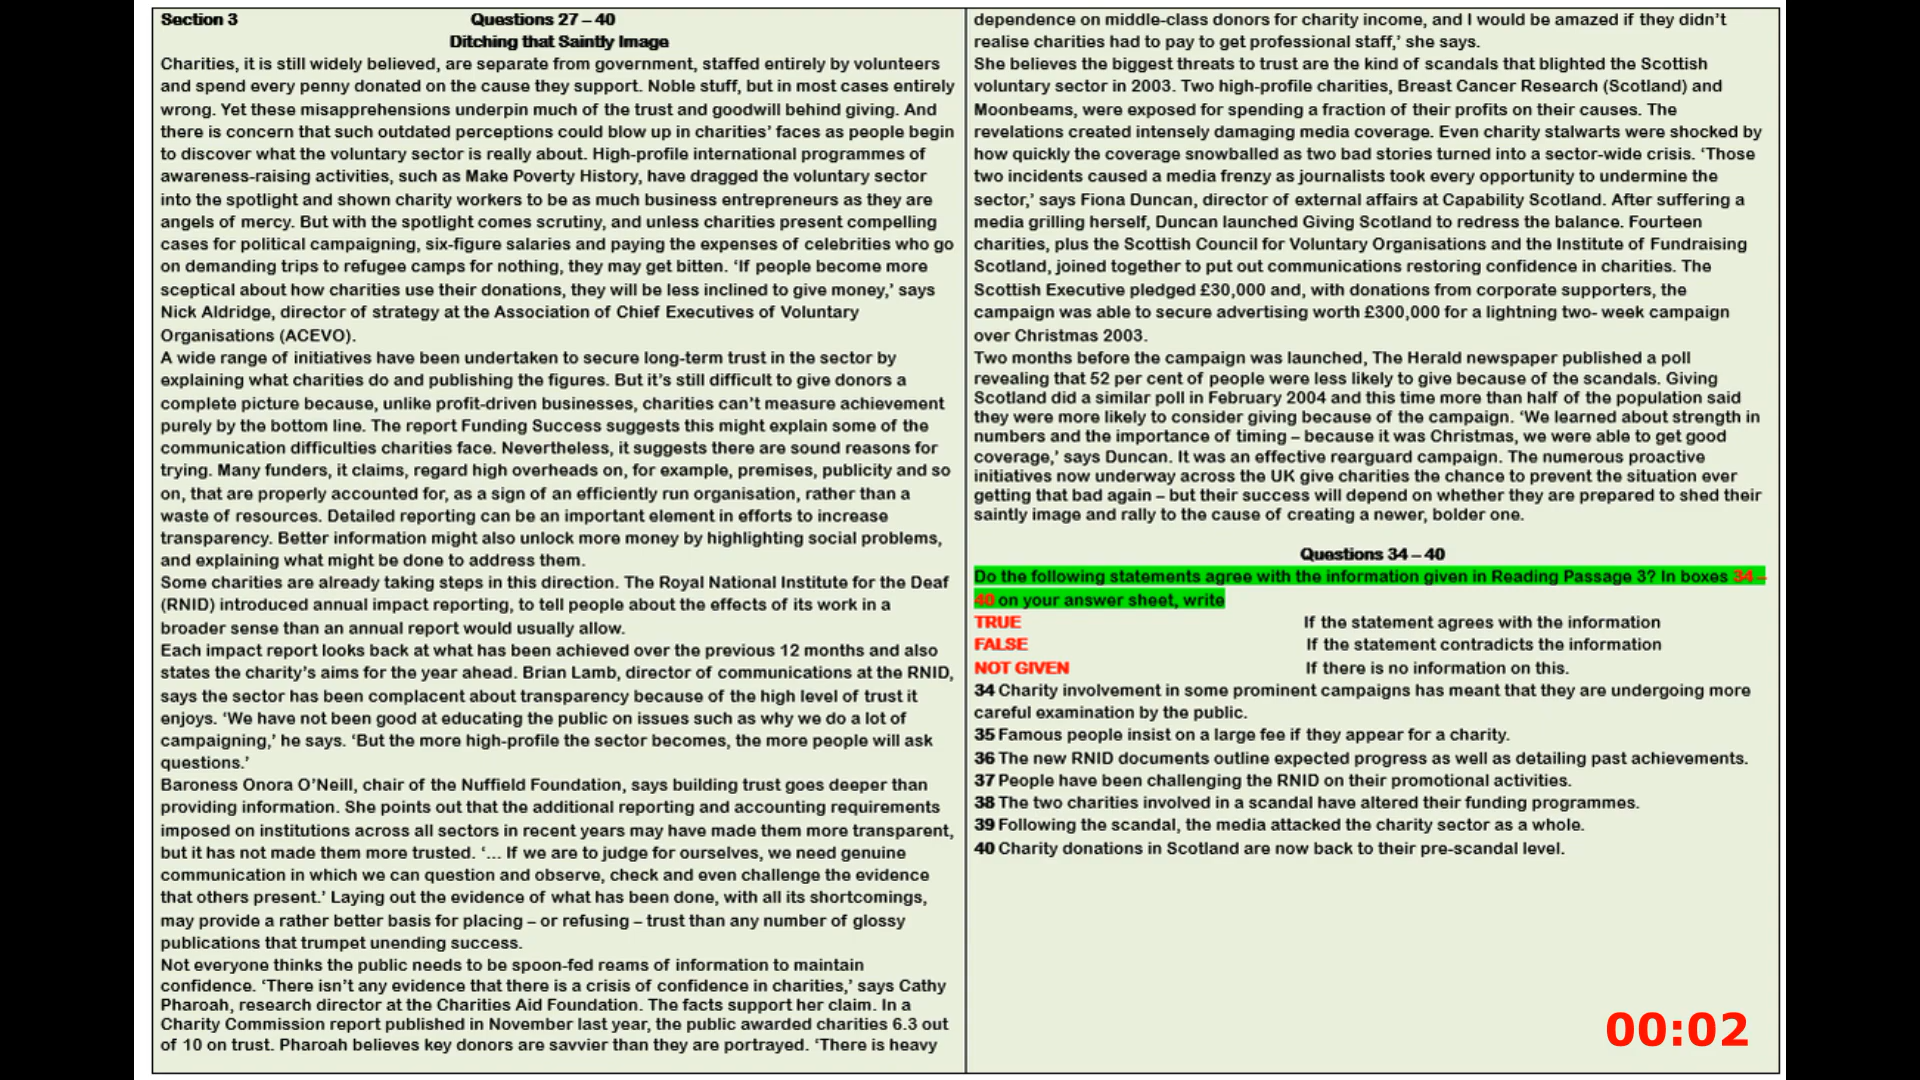 Section 3 Questions 27 – 40
Ditching that Saintly Image
Charities, it is still widely believed, are separate from government, staffed entirely by volunteers
and spend every penny donated on the cause they support. Noble stuff, but in most cases entirely
wrong. Yet these misapprehensions underpin much of the trust and goodwill behind giving. And
there is concern that such outdated perceptions could blow up in charities’ faces as people begin
to discover what the voluntary sector is really about. High-profile international programmes of
awareness-raising activities, such as Make Poverty History, have dragged the voluntary sector
into the spotlight and shown charity workers to be as much business entrepreneurs as they are
angels of mercy. But with the spotlight comes scrutiny, and unless charities present compelling
cases for political campaigning, six-figure salaries and paying the expenses of celebrities who go
on demanding trips to refugee camps for nothing, they may get bitten. ‘If people become more
sceptical about how charities use their donations, they will be less inclined to give money,’ says
Nick Aldridge, director of strategy at the Association of Chief Executives of Voluntary
Organisations (ACEVO).
A wide range of initiatives have been undertaken to secure long-term trust in the sector by
explaining what charities do and publishing the figures. But it’s still difficult to give donors a
complete picture because, unlike profit-driven businesses, charities can’t measure achievement
purely by the bottom line. The report Funding Success suggests this might explain some of the
communication difficulties charities face. Nevertheless, it suggests there are sound reasons for
trying. Many funders, it claims, regard high overheads on, for example, premises, publicity and so
on, that are properly accounted for, as a sign of an efficiently run organisation, rather than a
waste of resources. Detailed reporting can be an important element in efforts to increase
transparency. Better information might also unlock more money by highlighting social problems,
and explaining what might be done to address them.
Some charities are already taking steps in this direction. The Royal National Institute for the Deaf
(RNID) introduced annual impact reporting, to tell people about the effects of its work in a
broader sense than an annual report would usually allow.
Each impact report looks back at what has been achieved over the previous 12 months and also
states the charity’s aims for the year ahead. Brian Lamb, director of communications at the RNID,
says the sector has been complacent about transparency because of the high level of trust it
enjoys. ‘We have not been good at educating the public on issues such as why we do a lot of
campaigning,’ he says. ‘But the more high-profile the sector becomes, the more people will ask
questions.’
Baroness Onora O’Neill, chair of the Nuffield Foundation, says building trust goes deeper than
providing information. She points out that the additional reporting and accounting requirements
imposed on institutions across all sectors in recent years may have made them more transparent,
but it has not made them more trusted. ‘... If we are to judge for ourselves, we need genuine
communication in which we can question and observe, check and even challenge the evidence
that others present.’ Laying out the evidence of what has been done, with all its shortcomings,
may provide a rather better basis for placing – or refusing – trust than any number of glossy
publications that trumpet unending success.
Not everyone thinks the public needs to be spoon-fed reams of information to maintain
confidence. ‘There isn’t any evidence that there is a crisis of confidence in charities,’ says Cathy
Pharoah, research director at the Charities Aid Foundation. The facts support her claim. In a
Charity Commission report published in November last year, the public awarded charities 6.3 out
of 10 on trust. Pharoah believes key donors are savvier than they are portrayed. ‘There is heavy
dependence on middle-class donors for charity income, and I would be amazed if they didn’t
realise charities had to pay to get professional staff,’ she says.
She believes the biggest threats to trust are the kind of scandals that blighted the Scottish
voluntary sector in 2003. Two high-profile charities, Breast Cancer Research (Scotland) and
Moonbeams, were exposed for spending a fraction of their profits on their causes. The
revelations created intensely damaging media coverage. Even charity stalwarts were shocked by
how quickly the coverage snowballed as two bad stories turned into a sector-wide crisis. ‘Those
two incidents caused a media frenzy as journalists took every opportunity to undermine the
sector,’ says Fiona Duncan, director of external affairs at Capability Scotland. After suffering a
media grilling herself, Duncan launched Giving Scotland to redress the balance. Fourteen
charities, plus the Scottish Council for Voluntary Organisations and the Institute of Fundraising
Scotland, joined together to put out communications restoring confidence in charities. The
Scottish Executive pledged £30,000 and, with donations from corporate supporters, the
campaign was able to secure advertising worth £300,000 for a lightning two- week campaign
over Christmas 2003.
Two months before the campaign was launched, The Herald newspaper published a poll
revealing that 52 per cent of people were less likely to give because of the scandals. Giving
Scotland did a similar poll in February 2004 and this time more than half of the population said
they were more likely to consider giving because of the campaign. ‘We learned about strength in
numbers and the importance of timing – because it was Christmas, we were able to get good
coverage,’ says Duncan. It was an effective rearguard campaign. The numerous proactive
initiatives now underway across the UK give charities the chance to prevent the situation ever
getting that bad again – but their success will depend on whether they are prepared to shed their
saintly image and rally to the cause of creating a newer, bolder one.
Questions 34 – 40
Do the following statements agree with the information given in Reading Passage 3? In boxes 34 –
40 on your answer sheet, write
TRUE If the statement agrees with the information
FALSE If the statement contradicts the information
NOT GIVEN If there is no information on this.
34 Charity involvement in some prominent campaigns has meant that they are undergoing more
careful examination by the public.
35 Famous people insist on a large fee if they appear for a charity.
36 The new RNID documents outline expected progress as well as detailing past achievements.
37 People have been challenging the RNID on their promotional activities.
38 The two charities involved in a scandal have altered their funding programmes.
39 Following the scandal, the media attacked the charity sector as a whole.
40 Charity donations in Scotland are now back to their pre-scandal level.
00:02